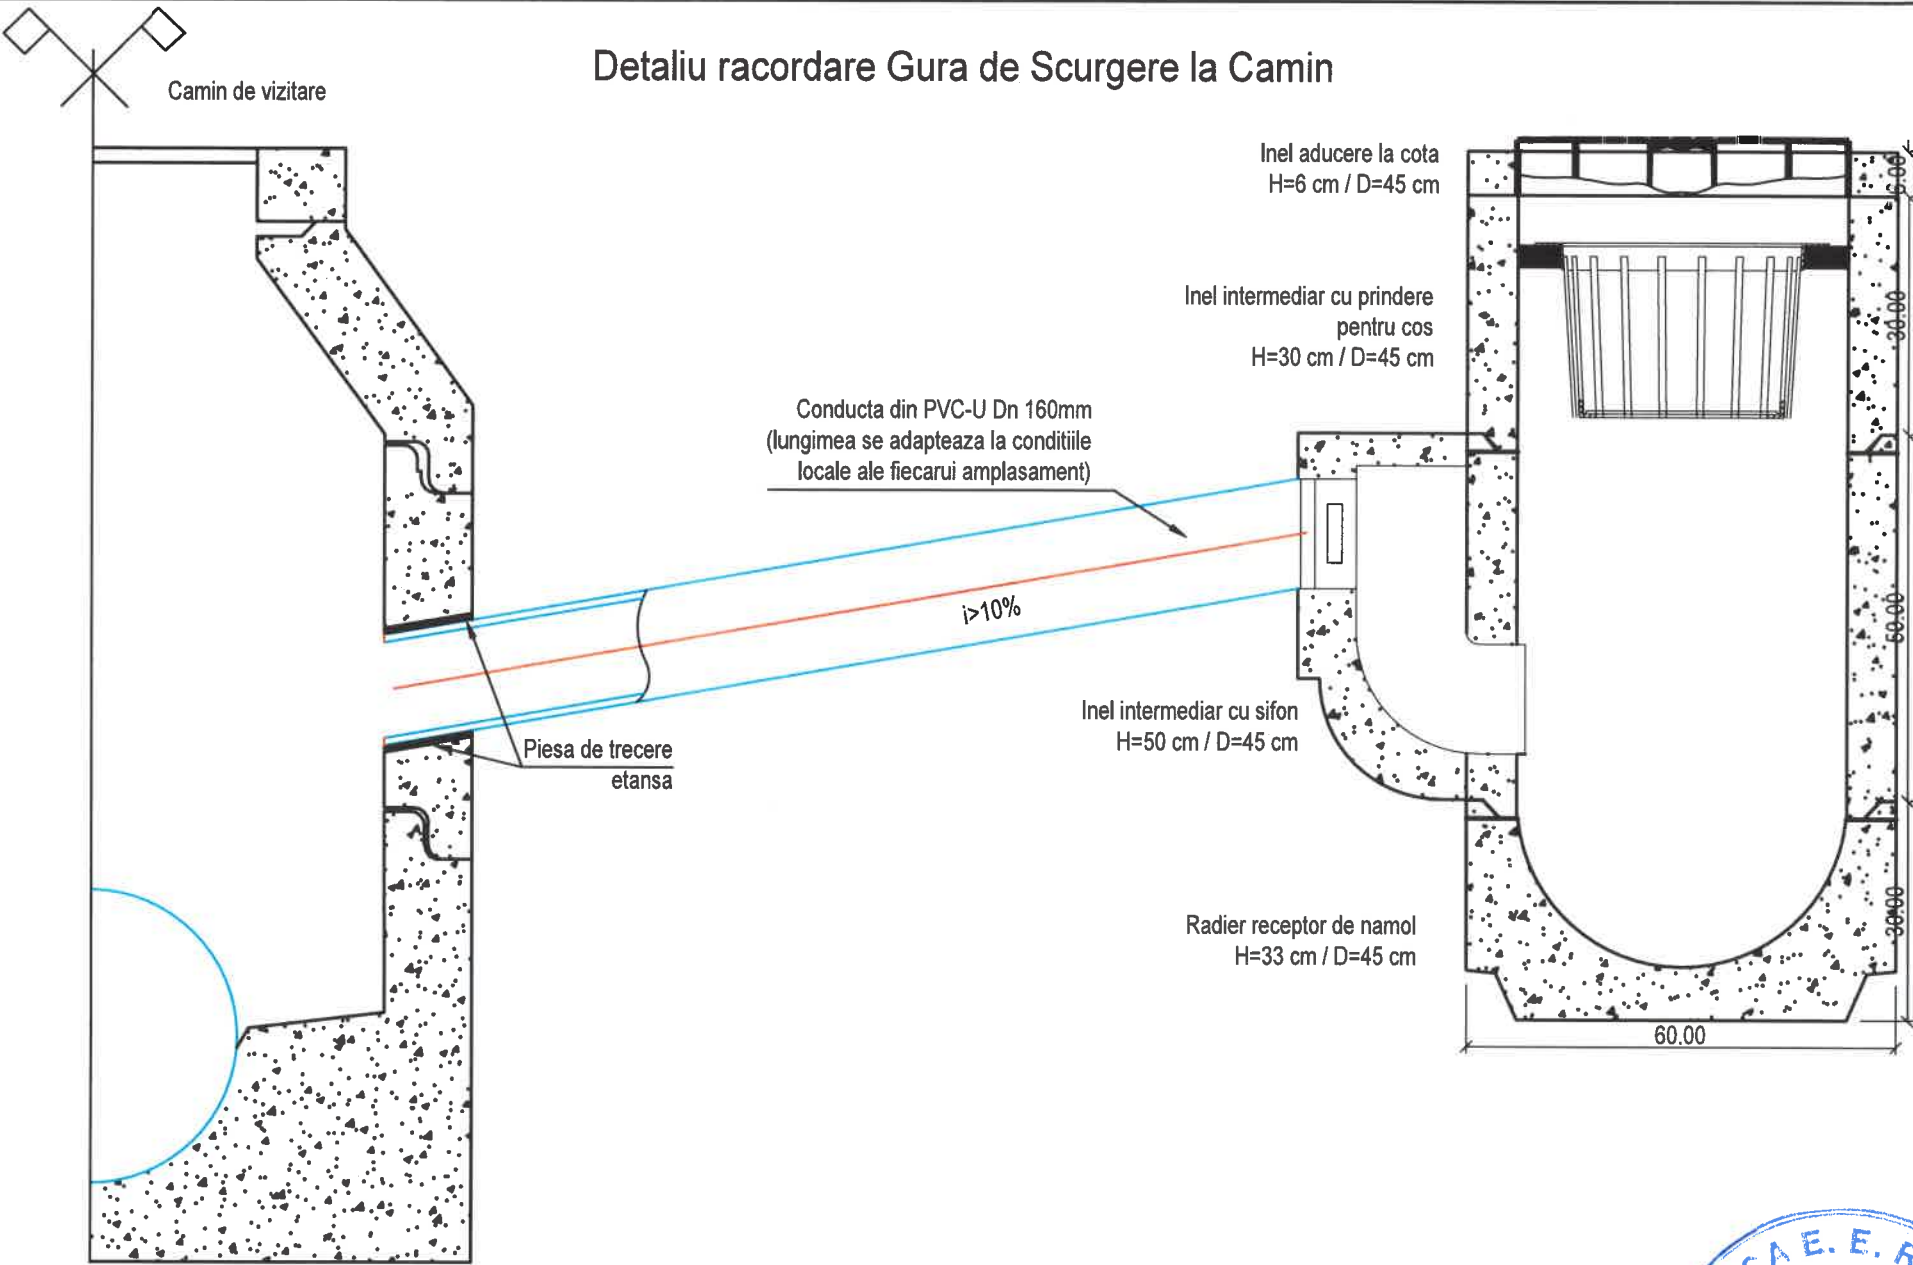 Detaliu racordare Gura de Scurgere la Camin
Camin de vizitare
Inel aducere la cota
H=6 cm / D=45 cm
6.00
Inel intermediar cu prindere
pentru cos
H=30 cm / D=45 cm
30.00
Conducta din PVC-U Dn 160mm
(lungimea se adapteaza la conditiile
locale ale fiecarui amplasament)
i>10%
Piesa de trecere
etansa
Inel intermediar cu sifon
H=50 cm / D=45 cm
Radier receptor de namol
H=33 cm / D=45 cm
60.00
E. E. R